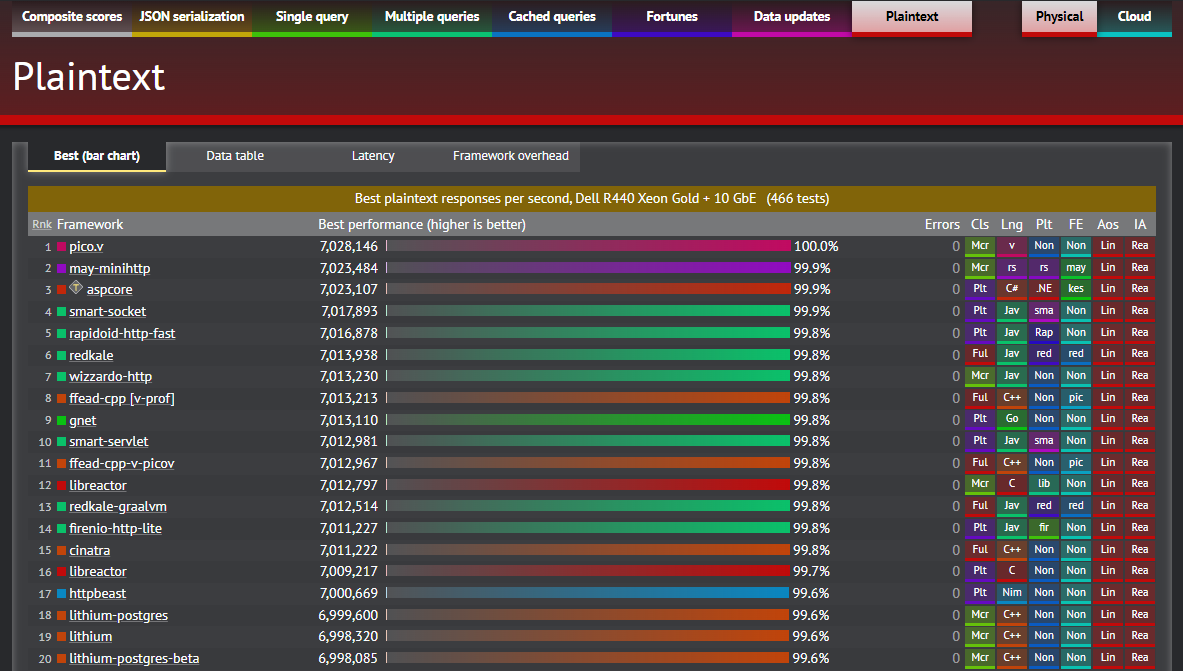 Composite scores JSON serialization Single query Multiple queries Cached queries Fortunes Data updates Plaintext Physical Cloud
Plaintext
Best (bar chart) Data table Latency Framework overhead
Best plaintext responses per second, Dell R440 Xeon Gold + 10 GbE (466 tests)
Rnk Framework Best performance (higher is better) Errors Cls Lng Plt FE Aos IA
1 pico.v 7,028,146 100.0% 0 Mcr v Non Non Lin Rea
2 may-minihttp 7,023,484 99.9% 0 Mcr rs rs may Lin Rea
3 T aspcore 7,023,107 99.9% 0 Plt C# .NE kes Lin Rea
4 smart-socket 7,017,893 99.9% 0 Plt Jav sma Non Lin Rea
5 rapidoid-http-fast 7,016,878 99.8% 0 Plt Jav Rap Non Lin Rea
6 redkale 7,013,938 99.8% 0 Ful Jav red red Lin Rea
7 wizzardo-http 7,013,230 99.8% 0 Mcr Jav Non Non Lin Rea
8 ffead-cpp [v-prof] 7,013,213 99.8% 0 Ful C++ Non pic Lin Rea
9 gnet 7,013,110 99.8% 0 Plt Go Non Non Lin Rea
10 smart-servlet 7,012,981 99.8% 0 Plt Jav sma Non Lin Rea
11 ffead-cpp-v-picov 7,012,967 99.8% 0 Ful C++ Non pic Lin Rea
12 libreactor 7,012,797 99.8% 0 Mcr C lib Non Lin Rea
13 redkale-graalvm 7,012,514 99.8% 0 Ful Jav red red Lin Rea
14 firenio-http-lite 7,011,227 99.8% 0 Plt Jav fir Non Lin Rea
15 cinatra 7,011,222 99.8% 0 Ful C++ Non Non Lin Rea
16 libreactor 7,009,217 99.7% 0 Plt C Non Non Lin Rea
17 httpbeast 7,000,669 99.6% 0 Plt Nim Non Non Lin Rea
18 lithium-postgres 6,999,600 99.6% 0 Mcr C++ Non Non Lin Rea
19 lithium 6,998,320 99.6% 0 Mcr C++ Non Non Lin Rea
20 lithium-postgres-beta 6,998,085 99.6% 0 Mcr C++ Non Non Lin Rea